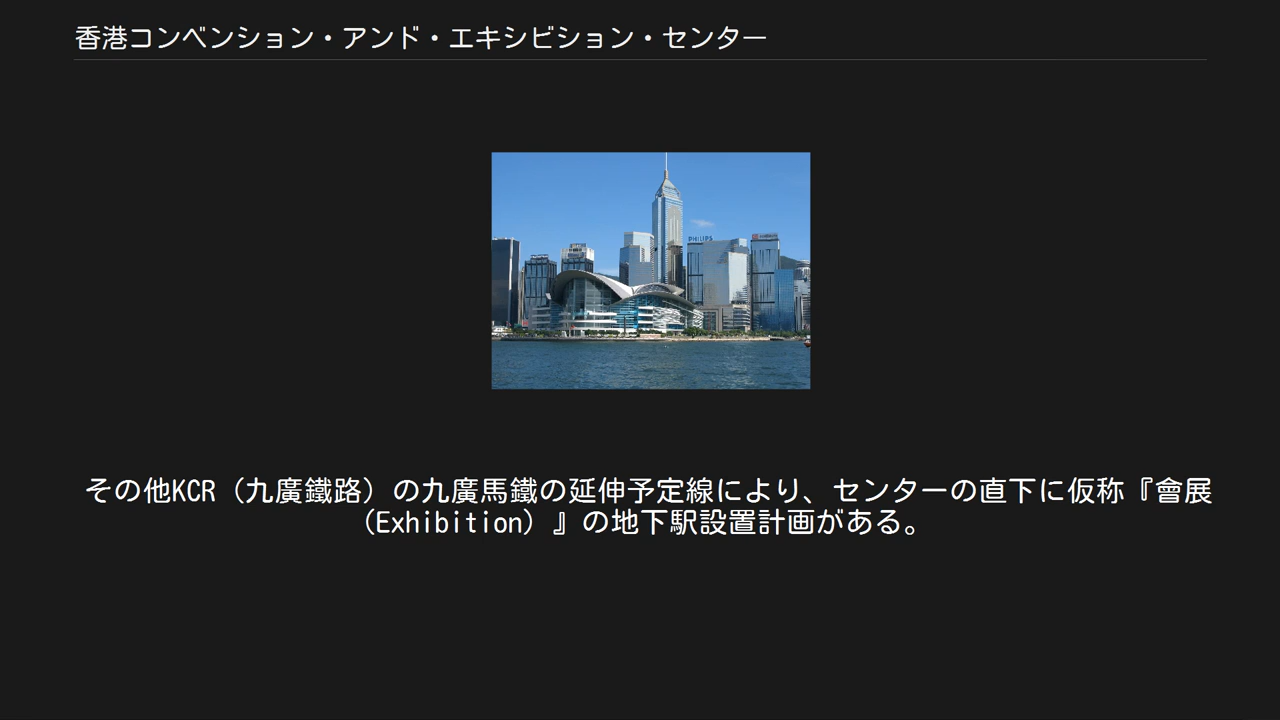 香港コンベンション・アンド・エキシビション・センター
PHILIPS
その他KCR（九廣鐵路）の九廣馬鐵の延伸予定線により、センターの直下に仮称『會展
（Exhibition）』の地下駅設置計画がある。